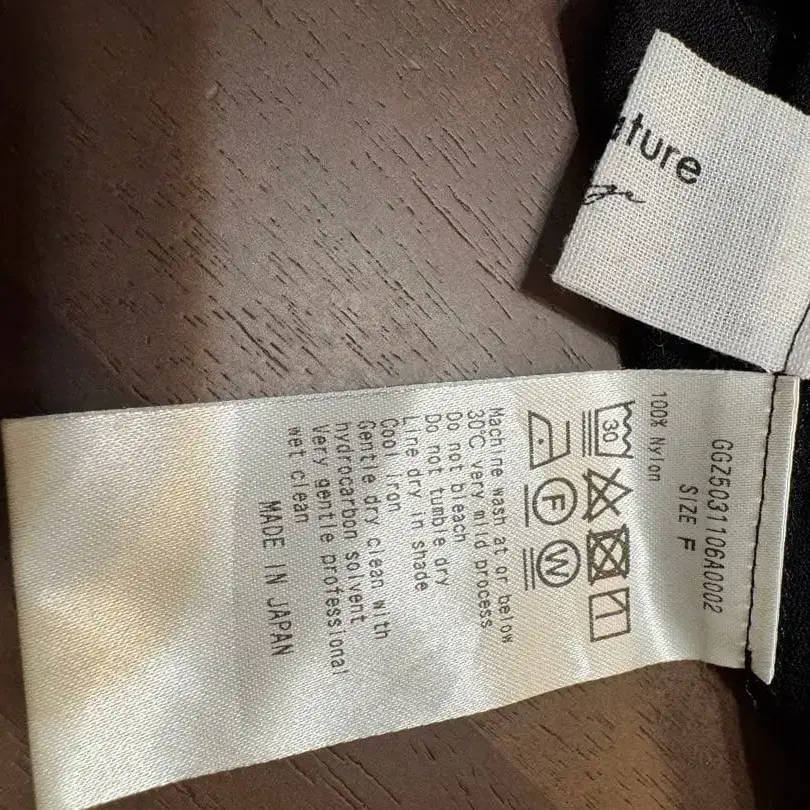 ature
GGZ5031106A0002
SIZE F
100% Nylon
30
F W
Machine wash at or below
30℃ very mild process
Do not bleach
Do not tumble dry
Line dry in shade
Cool iron
Gentle dry clean with
hydrocarbon solvent
Very gentle professional
wet clean
MADE IN JAPAN